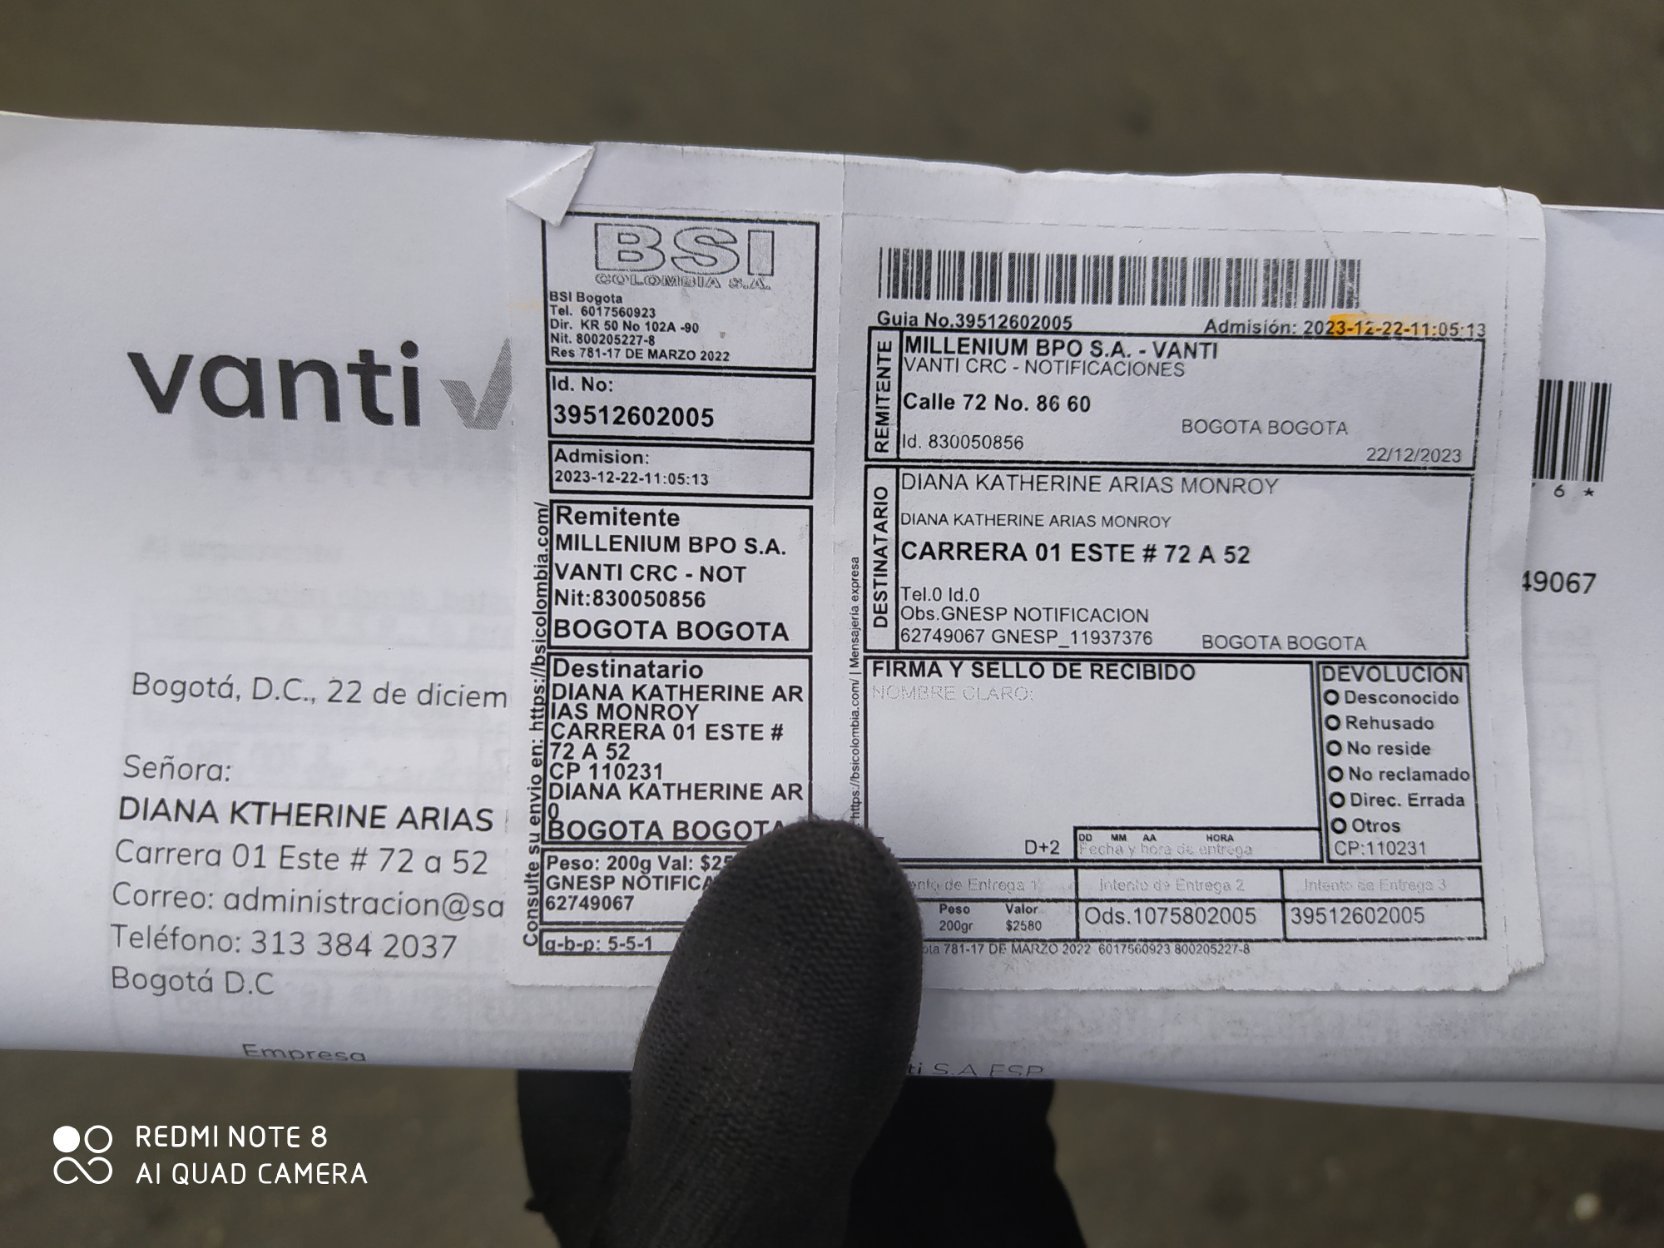 vanti
Bogotá, D.C., 22 de diciem
Señora:
DIANA KTHERINE ARIAS
Carrera 01 Este # 72 a 52
Correo: administracion@sa
Teléfono: 313 384 2037
Bogotá D.C
Empresa
Consulte su envio en: https://bsicolombia.com/
BSI
COLOMBIA S.A.
BSI Bogota
Tel. 6017560923
Dir. KR 50 No 102A -90
Nit. 800205227-8
Res 781-17 DE MARZO 2022
Id. No:
39512602005
Admision:
2023-12-22-11:05:13
Remitente
MILLENIUM BPO S.A.
VANTI CRC - NOT
Nit:830050856
BOGOTA BOGOTA
Destinatario
DIANA KATHERINE AR
IAS MONROY
CARRERA 01 ESTE #
72 A 52
CP 110231
DIANA KATHERINE AR
0
BOGOTA BOGOTA
Peso: 200g Val: $25
GNESP NOTIFICA
62749067
g-b-p: 5-5-1
https://bsicolombia.com/ | Mensajeria expresa
Guia No.39512602005
Admisión: 2023-12-22-11:05:13
REMITENTE
MILLENIUM BPO S.A. - VANTI
VANTI CRC - NOTIFICACIONES
Calle 72 No. 86 60
BOGOTA BOGOTA
Id. 830050856
22/12/2023
DESTINATARIO
DIANA KATHERINE ARIAS MONROY
DIANA KATHERINE ARIAS MONROY
CARRERA 01 ESTE # 72 A 52
Tel.0 Id.0
Obs.GNESP NOTIFICACION
62749067 GNESP_11937376
BOGOTA BOGOTA
FIRMA Y SELLO DE RECIBIDO
NOMBRE CLARO:
DEVOLUCIÓN
Desconocido
Rehusado
No reside
No reclamado
Direc. Errada
Otros
CP:110231
D+2
DD MM AA HORA
Fecha y hora de entrega
ento de Entrega 1
Intento de Entrega 2
Intento de Entrega 3
Peso Valor
200gr $2580
Ods.1075802005
39512602005
781-17 DE MARZO 2022 6017560923 800205227-8
6 *
49067
ti S.A ESP
REDMI NOTE 8
AI QUAD CAMERA